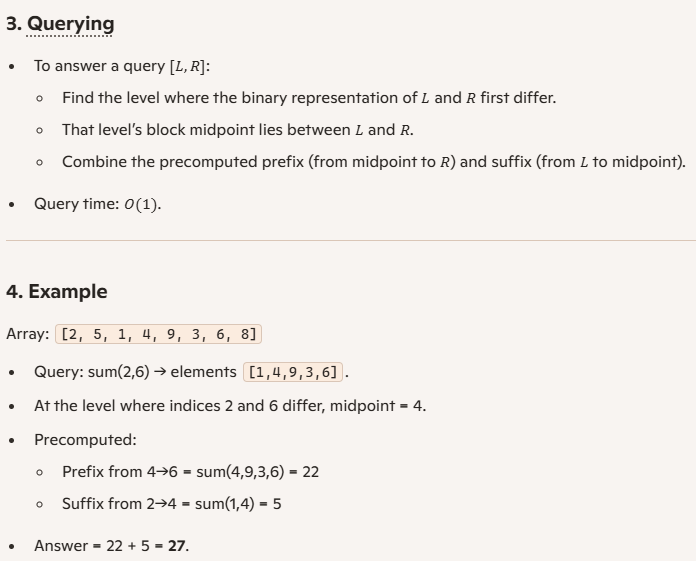 3. Querying
• To answer a query [L, R]:
○ Find the level where the binary representation of L and R first differ.
○ That level's block midpoint lies between L and R.
○ Combine the precomputed prefix (from midpoint to R) and suffix (from L to midpoint).
• Query time: O(1).
4. Example
Array: [2, 5, 1, 4, 9, 3, 6, 8]
• Query: sum(2,6) → elements [1,4,9,3,6].
• At the level where indices 2 and 6 differ, midpoint = 4.
• Precomputed:
○ Prefix from 4→6 = sum(4,9,3,6) = 22
○ Suffix from 2→4 = sum(1,4) = 5
• Answer = 22 + 5 = 27.